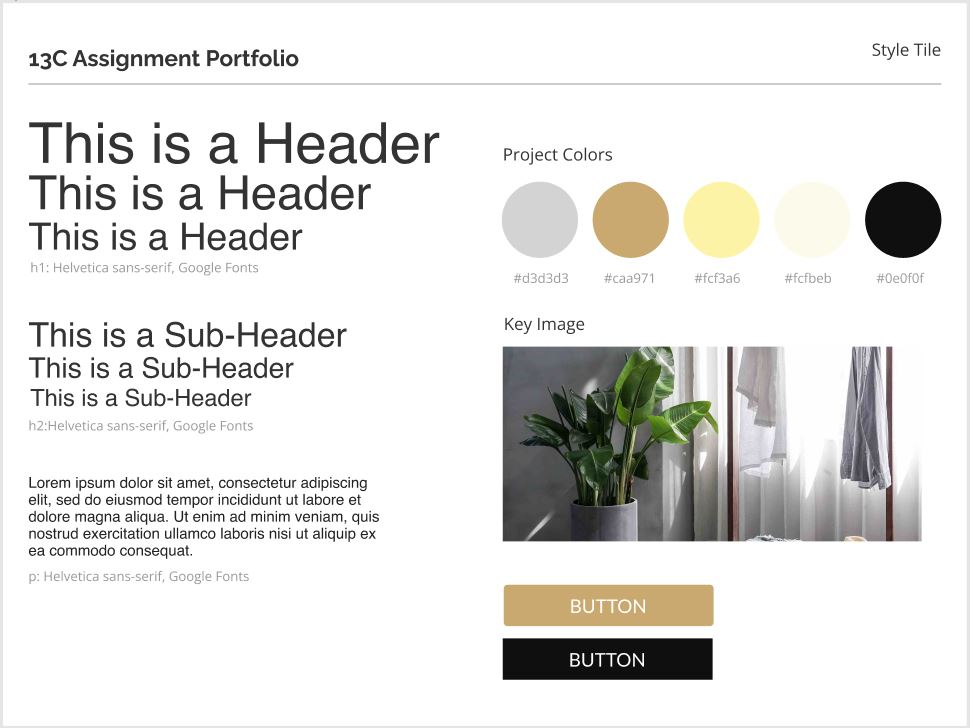 13C Assignment Portfolio
Style Tile
This is a Header
This is a Header
This is a Header
h1: Helvetica sans-serif, Google Fonts
This is a Sub-Header
This is a Sub-Header
This is a Sub-Header
h2:Helvetica sans-serif, Google Fonts
Lorem ipsum dolor sit amet, consectetur adipiscing
elit, sed do eiusmod tempor incididunt ut labore et
dolore magna aliqua. Ut enim ad minim veniam, quis
nostrud exercitation ullamco laboris nisi ut aliquip ex
ea commodo consequat.
p: Helvetica sans-serif, Google Fonts
Project Colors
#d3d3d3 #caa971 #fcf3a6 #fcfbeb #0e0f0f
Key Image
BUTTON
BUTTON